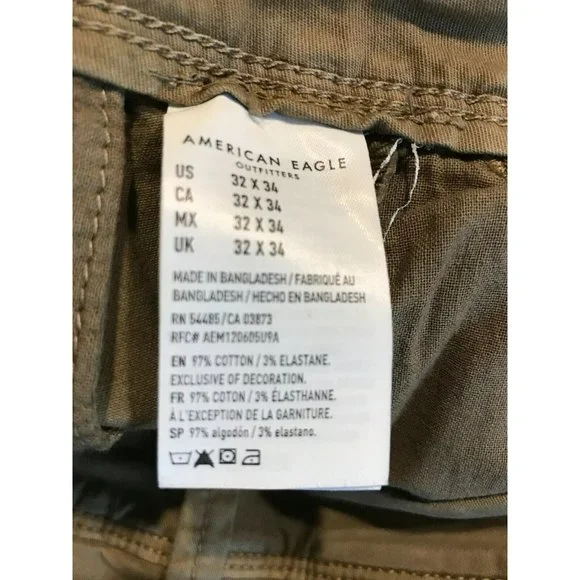 AMERICAN EAGLE
OUTFITTERS
US 32 X 34
CA 32 X 34
MX 32 X 34
UK 32 X 34
MADE IN BANGLADESH / FABRIQUÉ AU
BANGLADESH / HECHO EN BANGLADESH
RN 54485 / CA 03873
RFC# AEM120605U9A
EN 97% COTTON / 3% ELASTANE.
EXCLUSIVE OF DECORATION.
FR 97% COTON / 3% ÉLASTHANNE.
À L'EXCEPTION DE LA GARNITURE.
SP 97% algodón / 3% elastano.